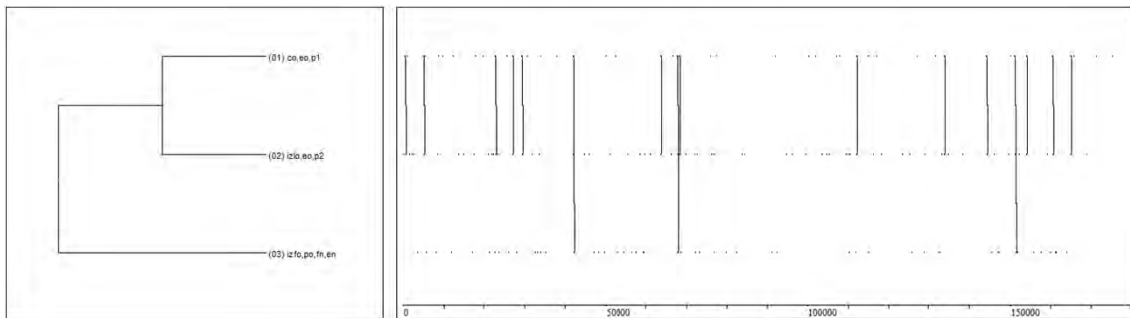 (01) co,eo,p1
(02) izlo,eo,p2
(03) izfo,po,fn,en
0 50000 100000 150000